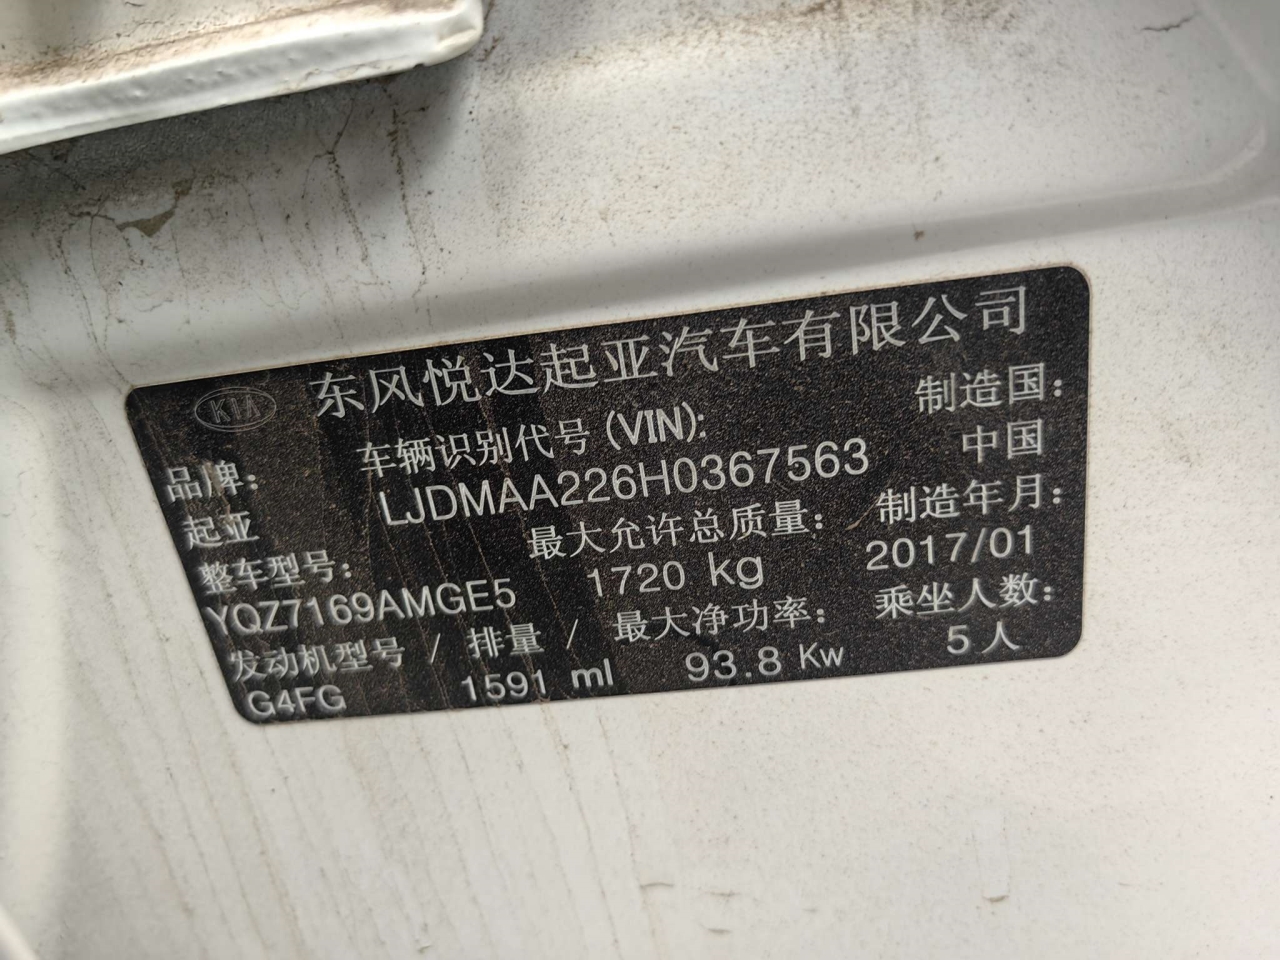 KIA 东风悦达起亚汽车有限公司
品牌: 车辆识别代号 (VIN): 制造国:
起亚 LJDMAA226H0367563 中国
整车型号: 最大允许总质量: 制造年月:
YQZ7169AMGE5 1720 kg 2017/01
发动机型号 / 排量 / 最大净功率: 乘坐人数:
G4FG 1591 ml 93.8 Kw 5人